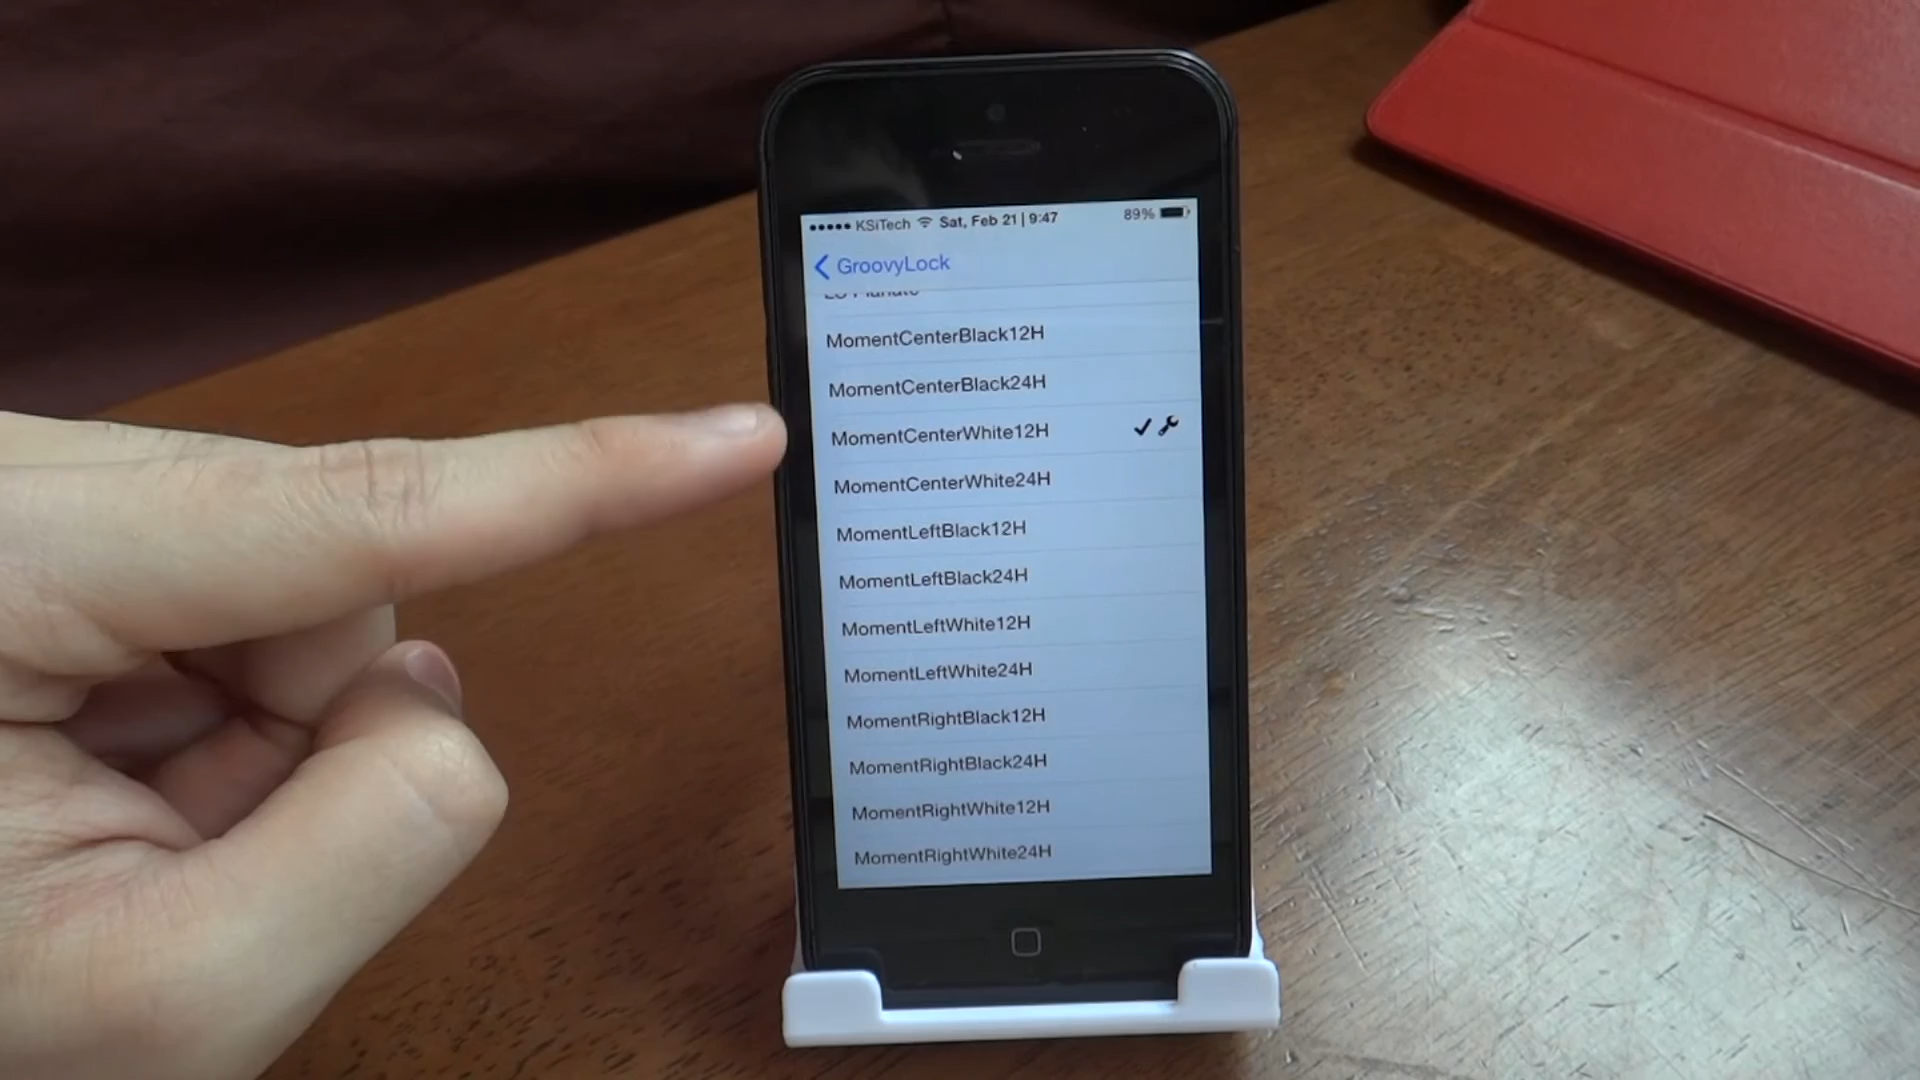 KSiTech Sat, Feb 21 | 9:47 89%
GroovyLock
MomentCenterBlack12H
MomentCenterBlack24H
MomentCenterWhite12H
MomentCenterWhite24H
MomentLeftBlack12H
MomentLeftBlack24H
MomentLeftWhite12H
MomentLeftWhite24H
MomentRightBlack12H
MomentRightBlack24H
MomentRightWhite12H
MomentRightWhite24H